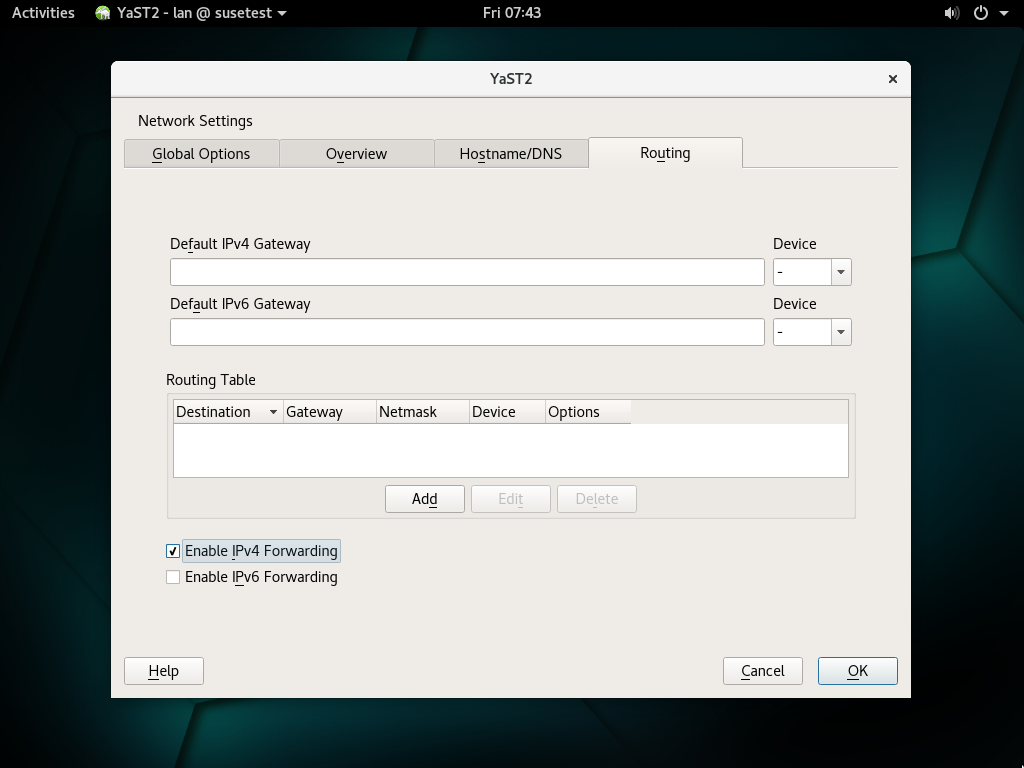 Activities YaST2 - lan @ susetest Fri 07:43
YaST2
Network Settings
Global Options Overview Hostname/DNS Routing
Default IPv4 Gateway Device
-
Default IPv6 Gateway Device
-
Routing Table
Destination Gateway Netmask Device Options
Add Edit Delete
Enable IPv4 Forwarding
Enable IPv6 Forwarding
Help Cancel OK